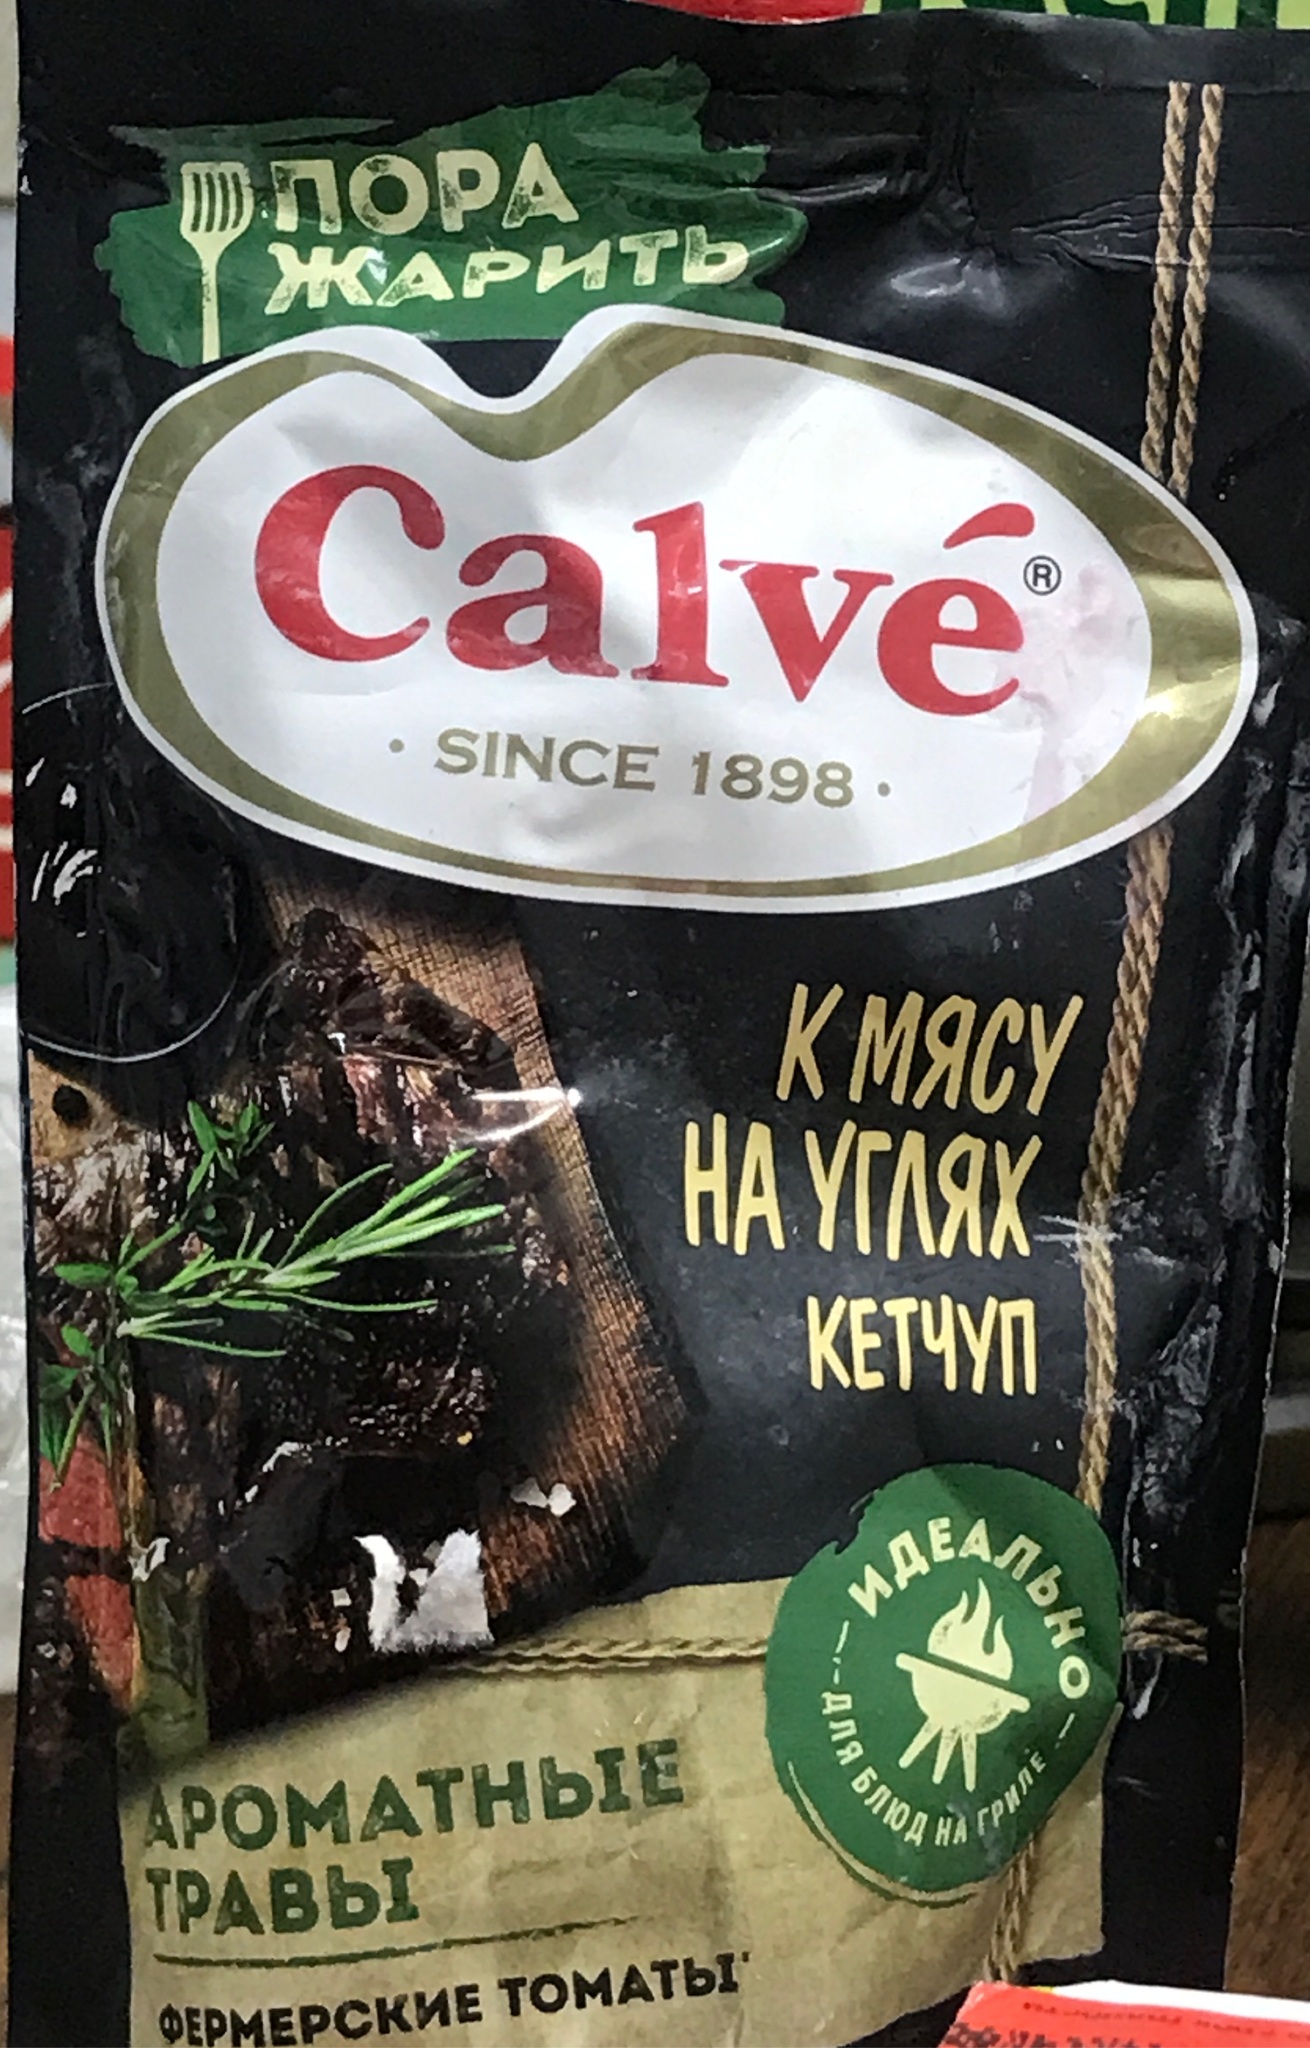 ПОРА
ЖАРИТЬ
Calvé®
· SINCE 1898 ·
К МЯСУ
НА УГЛЯХ
КЕТЧУП
ИДЕАЛЬНО
ДЛЯ БЛЮД НА ГРИЛЕ
АРОМАТНЫЕ
ТРАВЫ
ФЕРМЕРСКИЕ ТОМАТЫ*